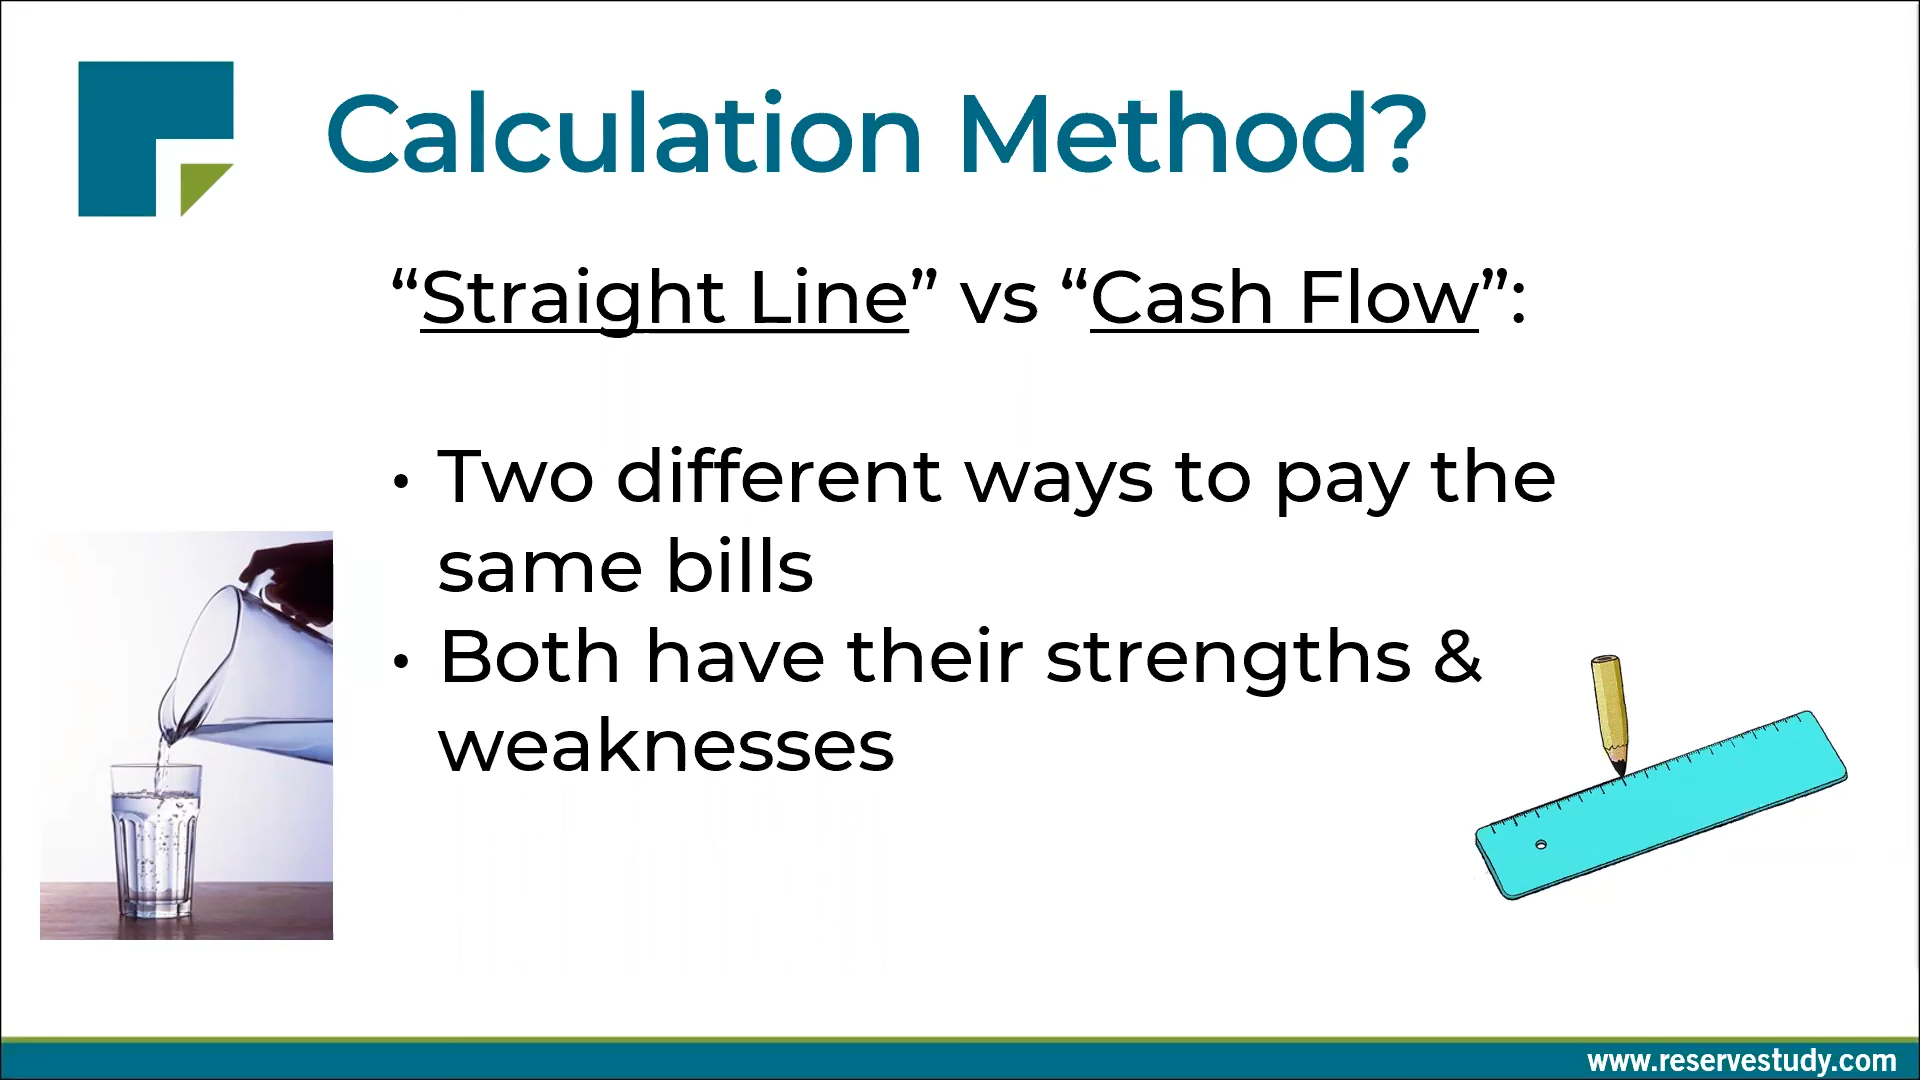 Calculation Method?
“Straight Line” vs “Cash Flow”:
• Two different ways to pay the
same bills
• Both have their strengths &
weaknesses
www.reservestudy.com